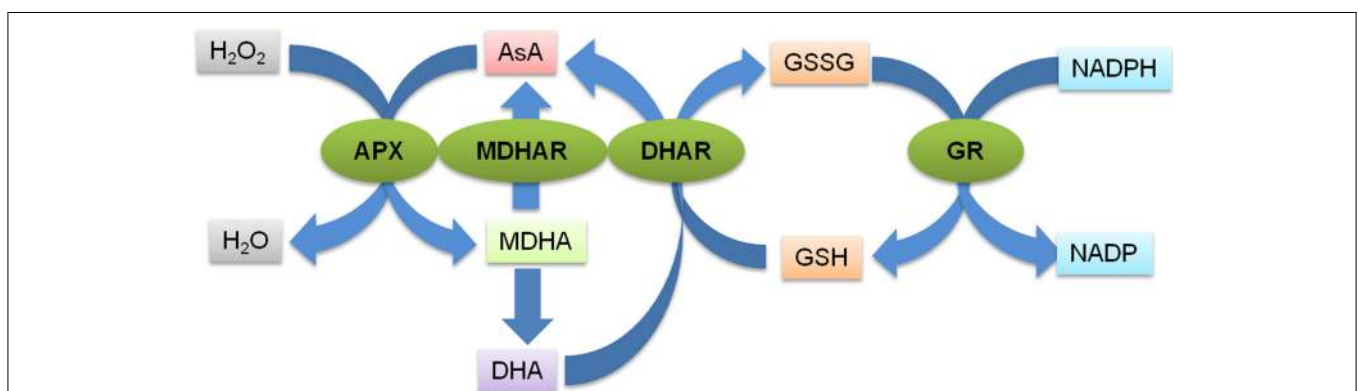 H₂O₂
AsA
GSSG
NADPH
APX
MDHAR
DHAR
GR
H₂O
MDHA
GSH
NADP
DHA